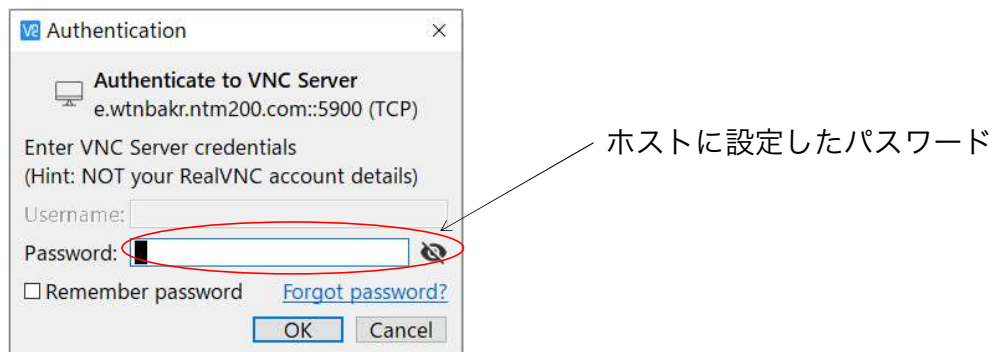 Authentication
Authenticate to VNC Server
e.wtnbakr.ntm200.com::5900 (TCP)
Enter VNC Server credentials
(Hint: NOT your RealVNC account details)
Username:
Password:
Remember password Forgot password?
OK Cancel
ホストに設定したパスワード